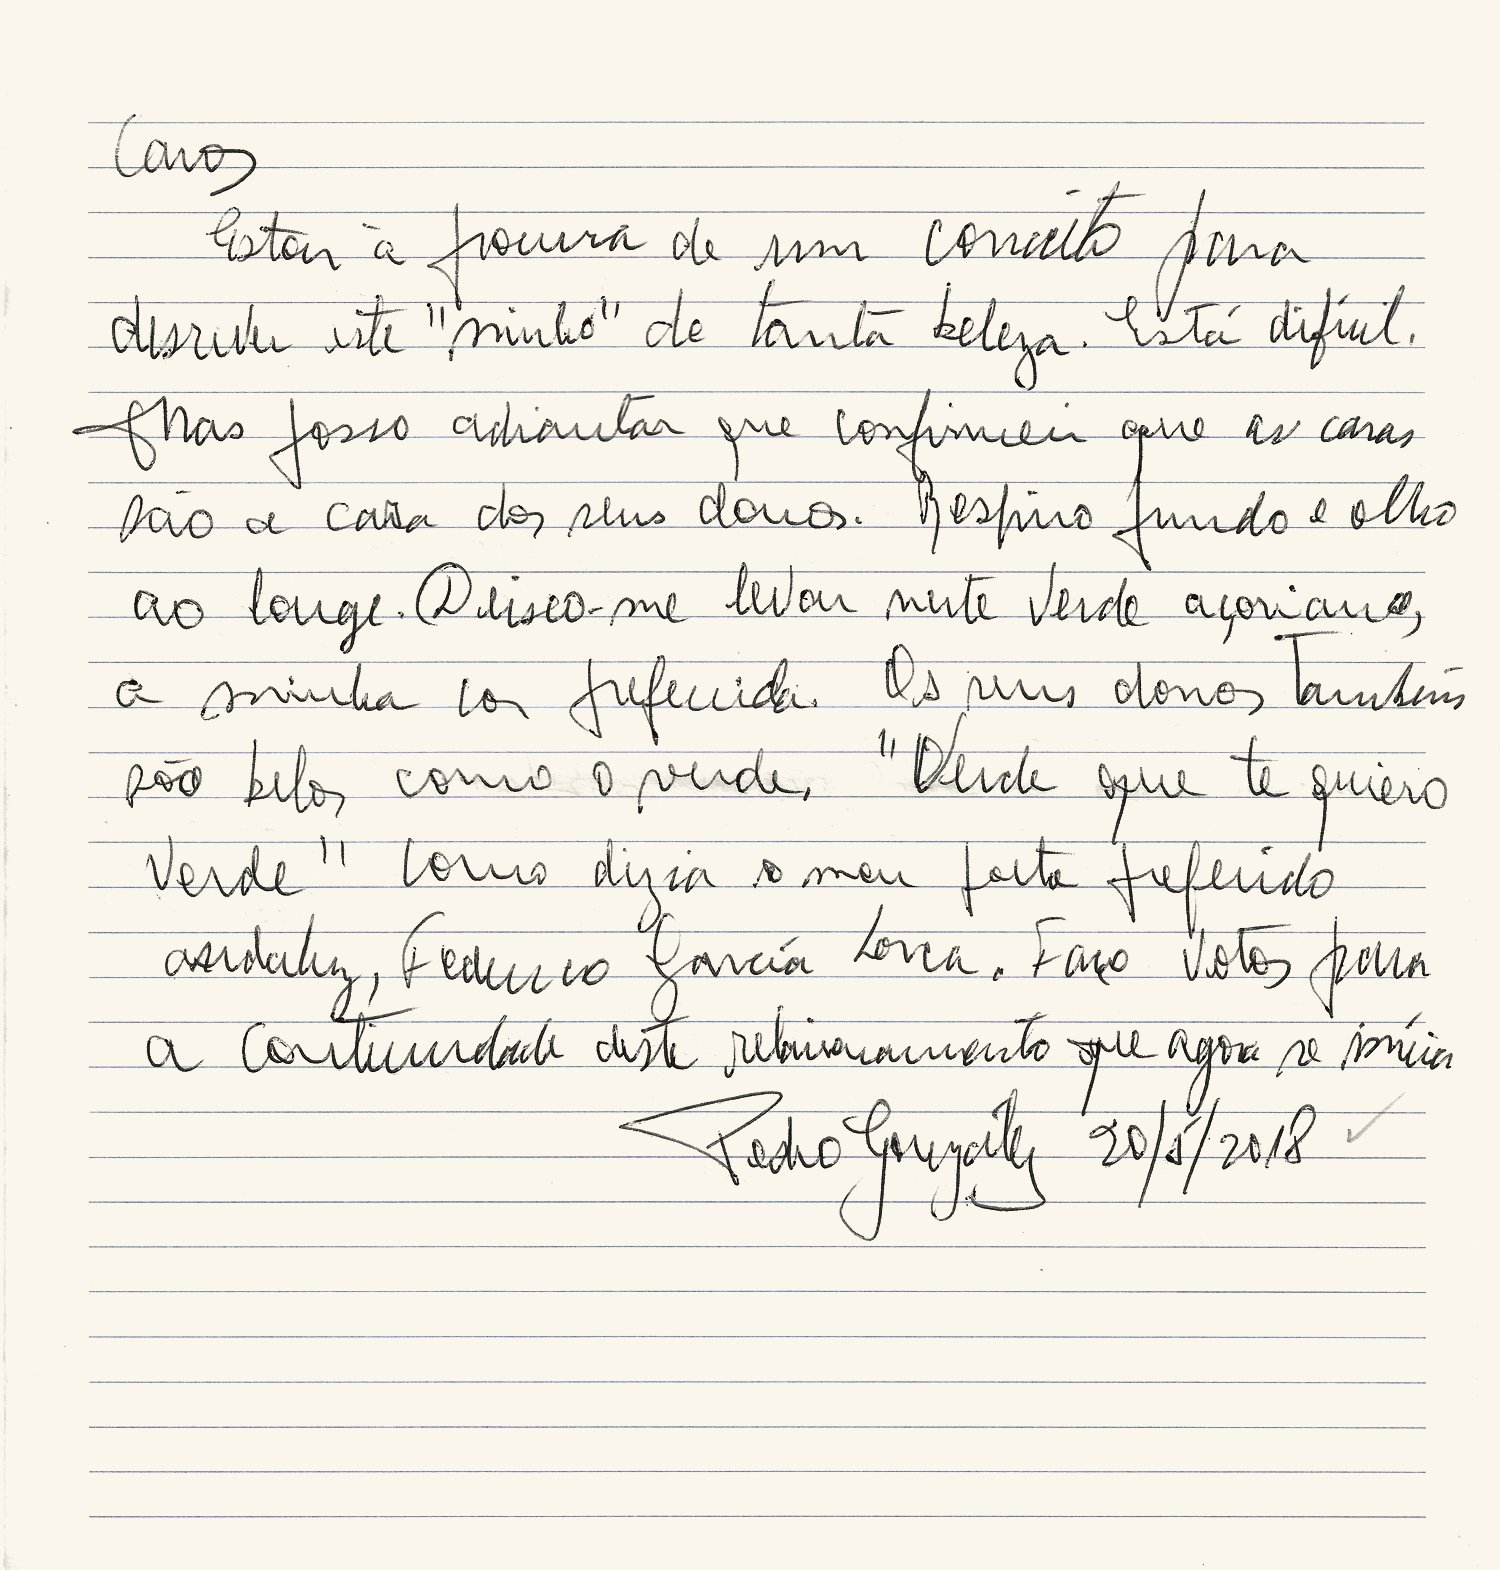 Caros
Estou à procura de um conceito para
descrever este "ninho" de tanta beleza. Está difícil.
Mas posso adiantar que confirmei que as casas
são a cara dos seus donos. Respiro fundo e olho
ao longe. Deixo-me levar neste verde açoriano,
a minha cor preferida. Os seus donos também
são belos como o verde, "Verde que te quiero
verde" como dizia o meu poeta preferido
andaluz, Federico García Lorca. Faço votos para
a continuidade deste relacionamento que agora se inicia
Pedro González 20/5/2018